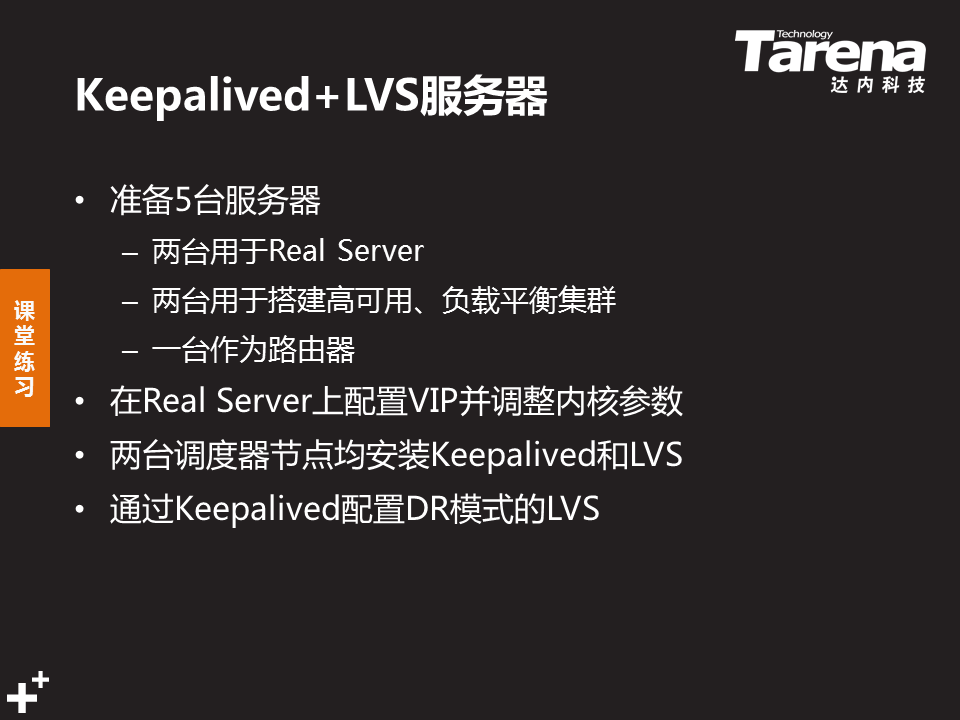 Technology
Tarena
达内科技
Keepalived+LVS服务器
• 准备5台服务器
– 两台用于Real Server
– 两台用于搭建高可用、负载平衡集群
– 一台作为路由器
• 在Real Server上配置VIP并调整内核参数
• 两台调度器节点均安装Keepalived和LVS
• 通过Keepalived配置DR模式的LVS
课
堂
练
习